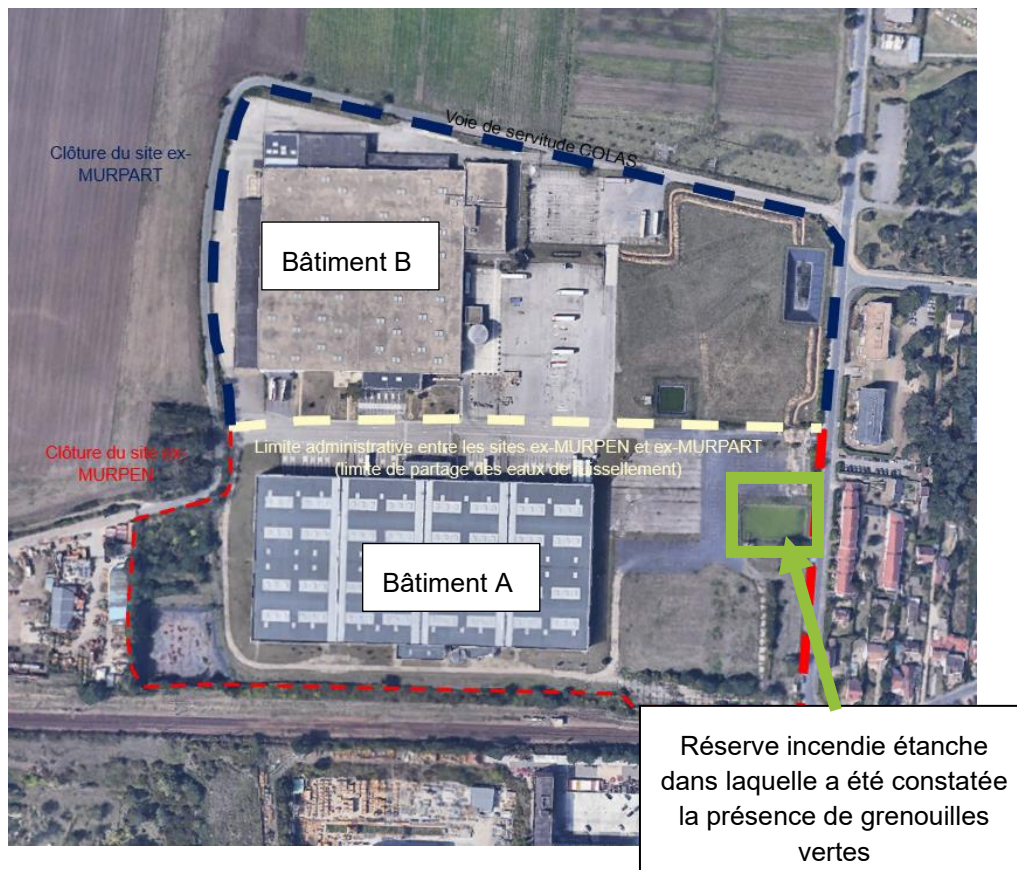 Voie de servitude COLAS
Clôture du site ex-
MURPART
Bâtiment B
Limite administrative entre les sites ex-MURPEN et ex-MURPART
(limite de partage des eaux de ruissellement)
Clôture du site ex-
MURPEN
Bâtiment A
Réserve incendie étanche
dans laquelle a été constatée
la présence de grenouilles
vertes